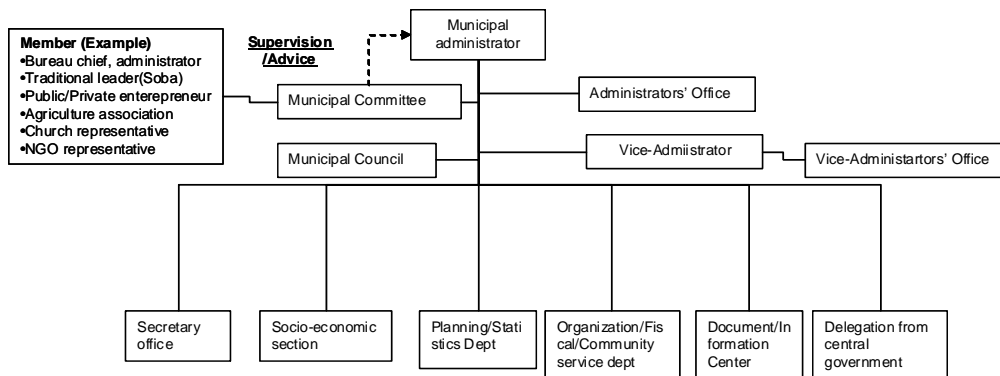 Municipal
administrator
Member (Example)
•Bureau chief, administrator
•Traditional leader(Soba)
•Public/Private enterepreneur
•Agriculture association
•Church representative
•NGO representative
Supervision
/Advice
Municipal Committee
Administrators' Office
Municipal Council
Vice-Admiistrator
Vice-Administartors' Office
Secretary
office
Socio-economic
section
Planning/Stati
stics Dept
Organization/Fis
cal/Community
service dept
Document/In
formation
Center
Delegation from
central
government